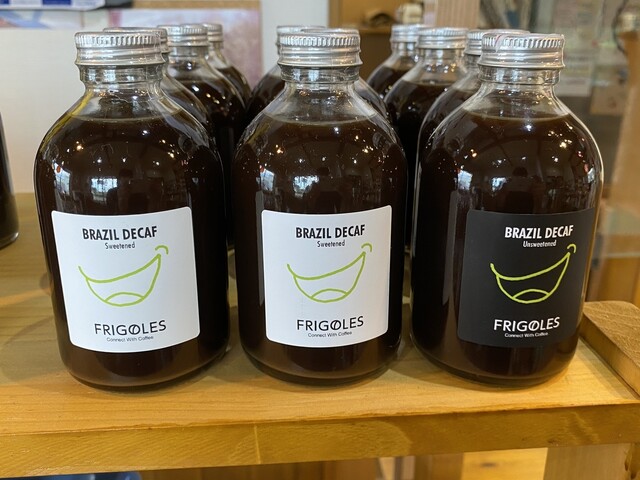 BRAZIL DECAF
Sweetened
FRIGOLES
Connect With Coffee
BRAZIL DECAF
Sweetened
FRIGOLES
Connect With Coffee
BRAZIL DECAF
Unsweetened
FRIGOLES
Connect With Coffee